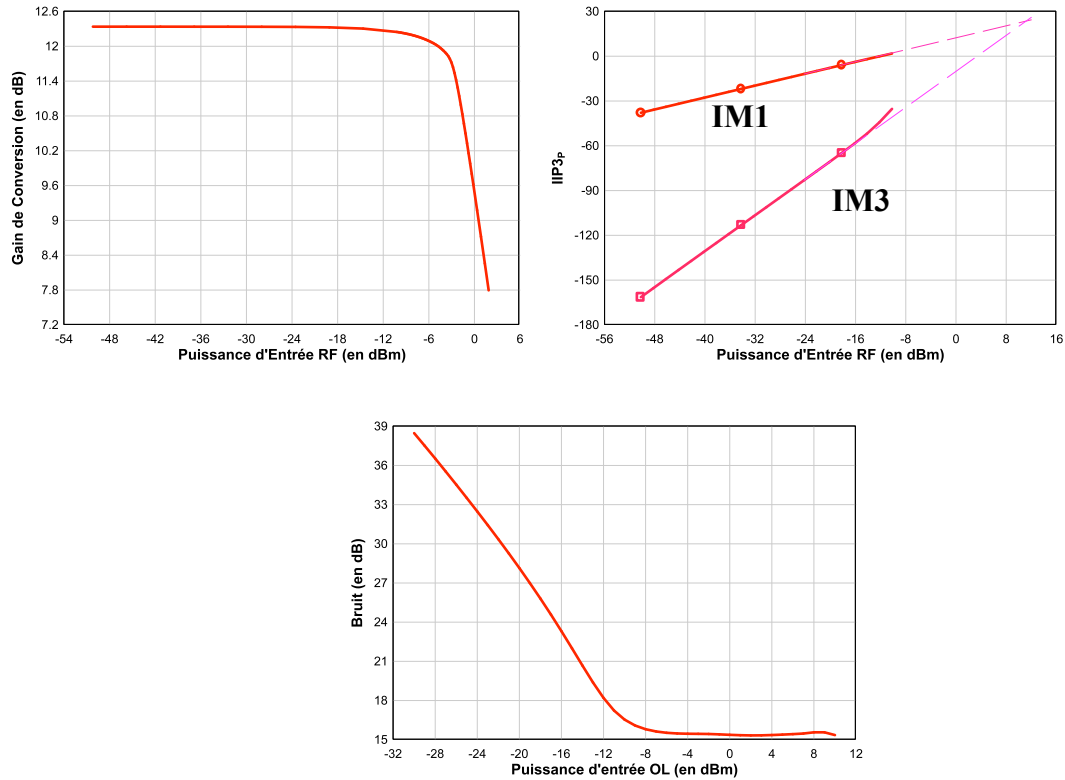 Gain de Conversion (en dB)
12.6
12
11.4
10.8
10.2
9.6
9
8.4
7.8
7.2
-54 -48 -42 -36 -30 -24 -18 -12 -6 0 6
Puissance d'Entrée RF (en dBm)
IIP3P
30
0
-30
-60
-90
-120
-150
-180
IM1
IM3
-56 -48 -40 -32 -24 -16 -8 0 8 16
Puissance d'Entrée RF (en dBm)
Bruit (en dB)
39
36
33
30
27
24
21
18
15
-32 -28 -24 -20 -16 -12 -8 -4 0 4 8 12
Puissance d'entrée OL (en dBm)